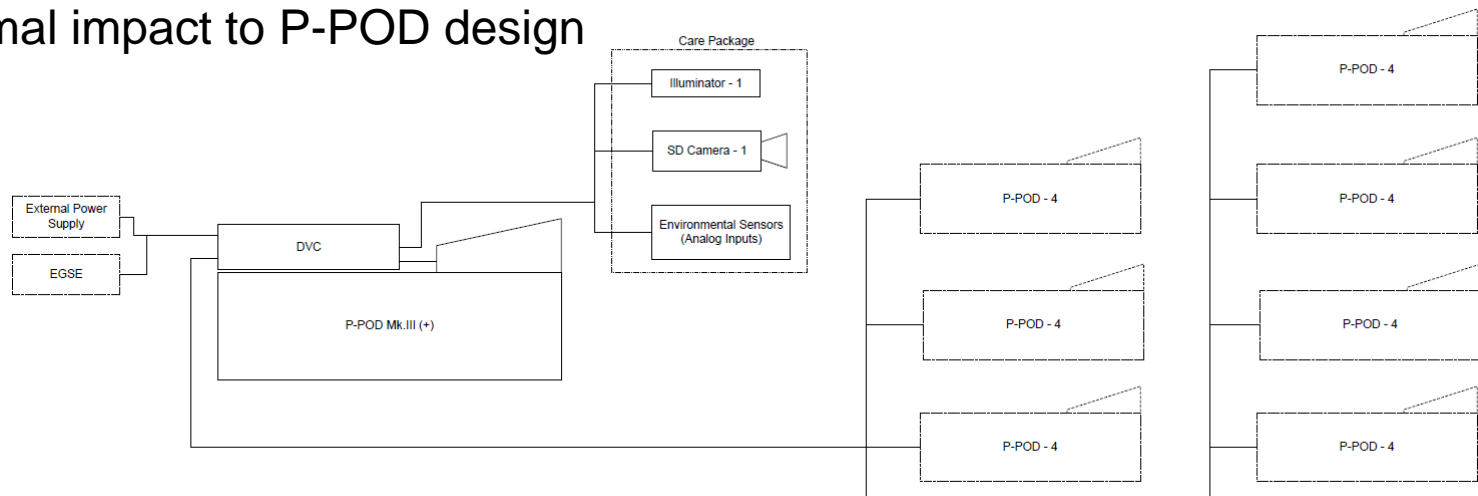 mal impact to P-POD design
Care Package
Illuminator - 1
SD Camera - 1
Environmental Sensors
(Analog Inputs)
External Power
Supply
EGSE
DVC
P-POD Mk.III (+)
P-POD - 4
P-POD - 4
P-POD - 4
P-POD - 4
P-POD - 4
P-POD - 4
P-POD - 4